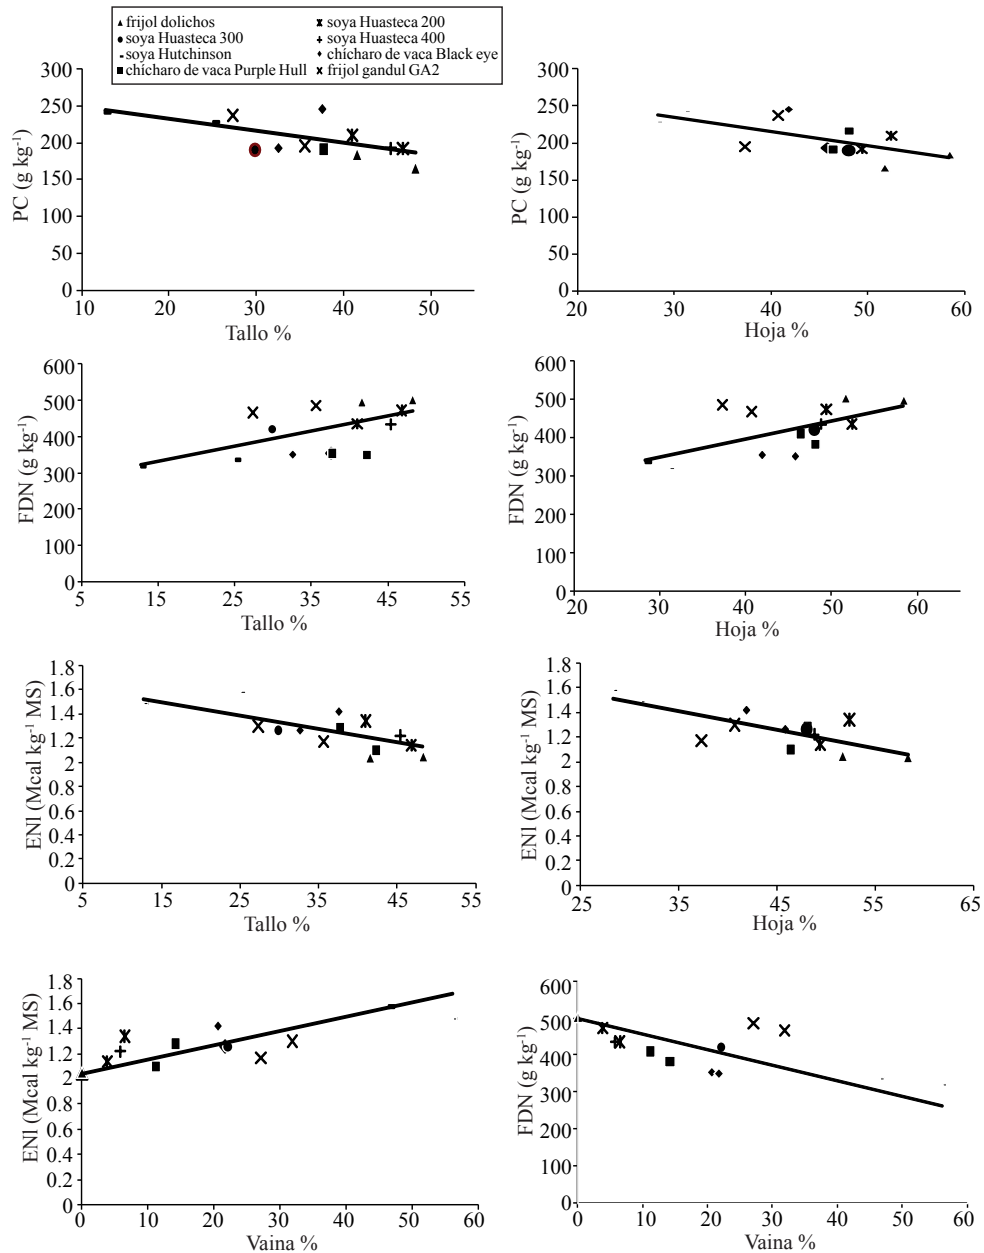 frijol dolichos
soya Huasteca 200
soya Huasteca 300
soya Huasteca 400
soya Hutchinson
chícharo de vaca Black eye
chícharo de vaca Purple Hull
frijol gandul GA2
300
250
200
150
100
50
0
PC (g kg-1)
10 20 30 40 50
Tallo %
300
250
200
150
100
50
0
PC (g kg-1)
20 30 40 50 60
Hoja %
600
500
400
300
200
100
0
FDN (g kg-1)
5 15 25 35 45 55
Tallo %
600
500
400
300
200
100
0
FDN (g kg-1)
20 30 40 50 60
Hoja %
1.8
1.6
1.4
1.2
2
0.8
0.6
0.4
0.2
0
ENl (Mcal kg-1 MS)
5 15 25 35 45 55
Tallo %
1.8
1.6
1.4
1.2
2
0.8
0.6
0.4
0.2
0
ENl (Mcal kg-1 MS)
25 35 45 55 65
Hoja %
1.8
1.6
1.4
1.2
2
0.8
0.6
0.4
0.2
0
ENl (Mcal kg-1 MS)
0 10 20 30 40 50 60
Vaina %
600
500
400
300
400
100
0
FDN (g kg-1)
0 10 20 30 40 50 60
Vaina %